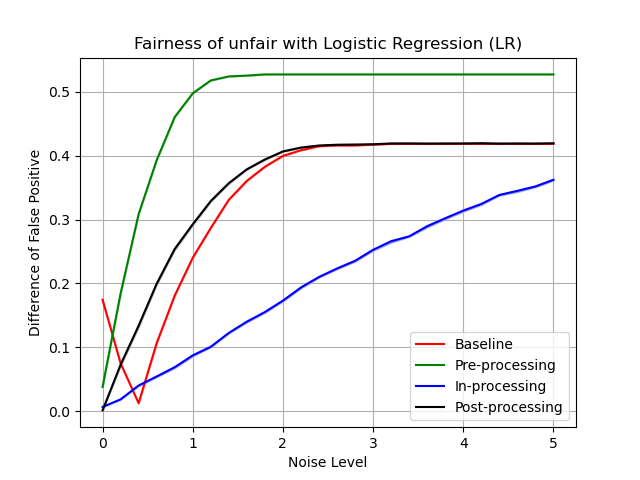 Fairness of unfair with Logistic Regression (LR)
Difference of False Positive
0.5
0.4
0.3
0.2
0.1
0.0
0 1 2 3 4 5
Noise Level
Baseline
Pre-processing
In-processing
Post-processing